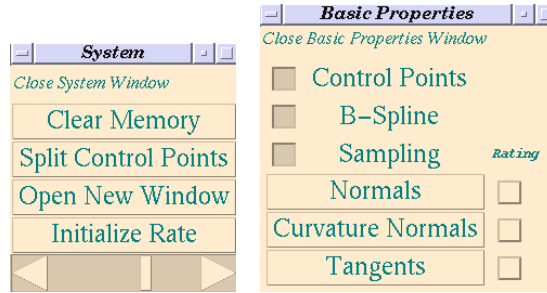 System
Close System Window
Clear Memory
Split Control Points
Open New Window
Initialize Rate
Basic Properties
Close Basic Properties Window
Control Points
B-Spline
Sampling Rating
Normals
Curvature Normals
Tangents